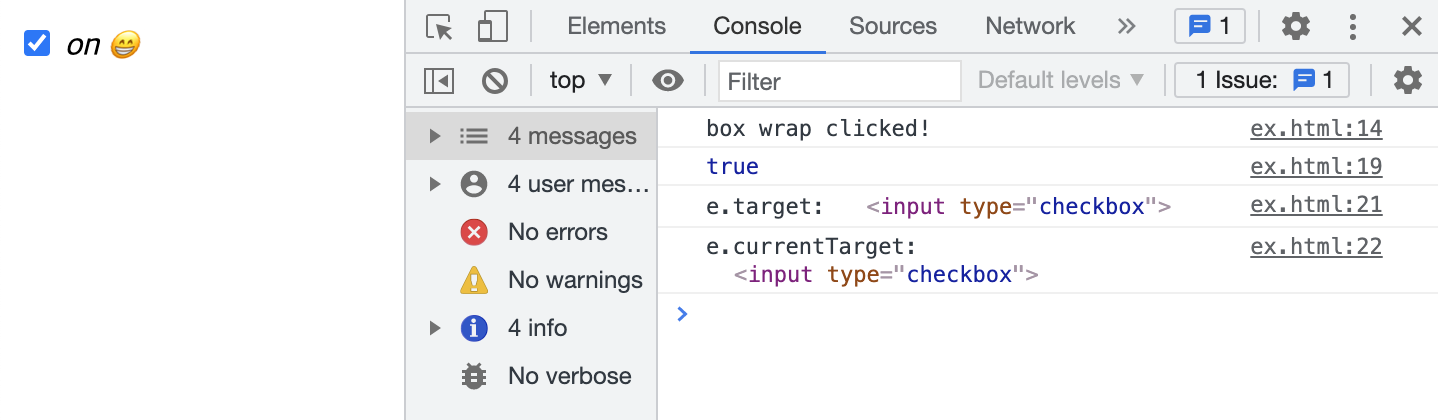 on 😁
Elements Console Sources Network » 1
top Filter Default levels 1 Issue: 1
4 messages
4 user mes…
No errors
No warnings
4 info
No verbose
box wrap clicked! ex.html:14
true ex.html:19
e.target: <input type="checkbox"> ex.html:21
e.currentTarget: ex.html:22
<input type="checkbox">